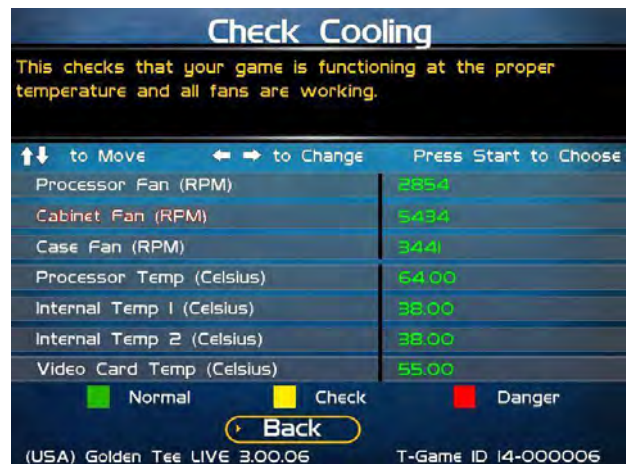 Check Cooling
This checks that your game is functioning at the proper
temperature and all fans are working.
to Move to Change Press Start to Choose
Processor Fan (RPM) 2854
Cabinet Fan (RPM) 5434
Case Fan (RPM) 3441
Processor Temp (Celsius) 64.00
Internal Temp 1 (Celsius) 38.00
Internal Temp 2 (Celsius) 38.00
Video Card Temp (Celsius) 55.00
Normal Check Danger
Back
(USA) Golden Tee LIVE 3.00.06 T-Game ID 14-000006